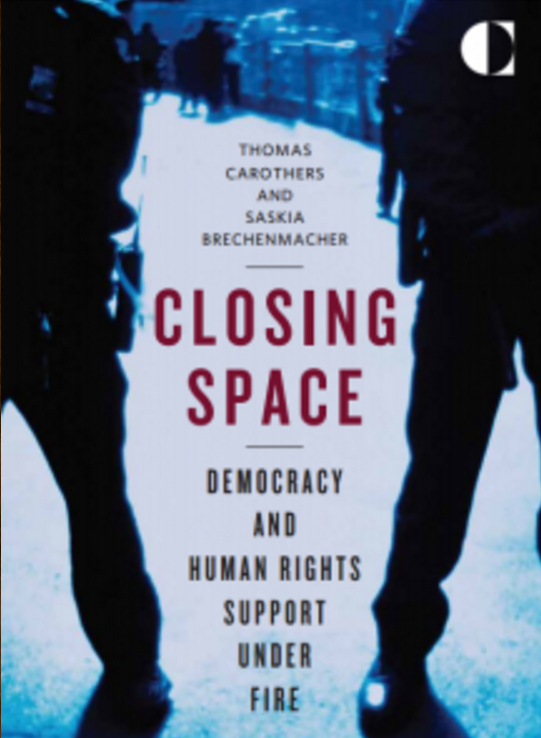 THOMAS
CAROTHERS
AND
SASKIA
BRECHENMACHER
CLOSING
SPACE
DEMOCRACY
AND
HUMAN RIGHTS
SUPPORT
UNDER
FIRE